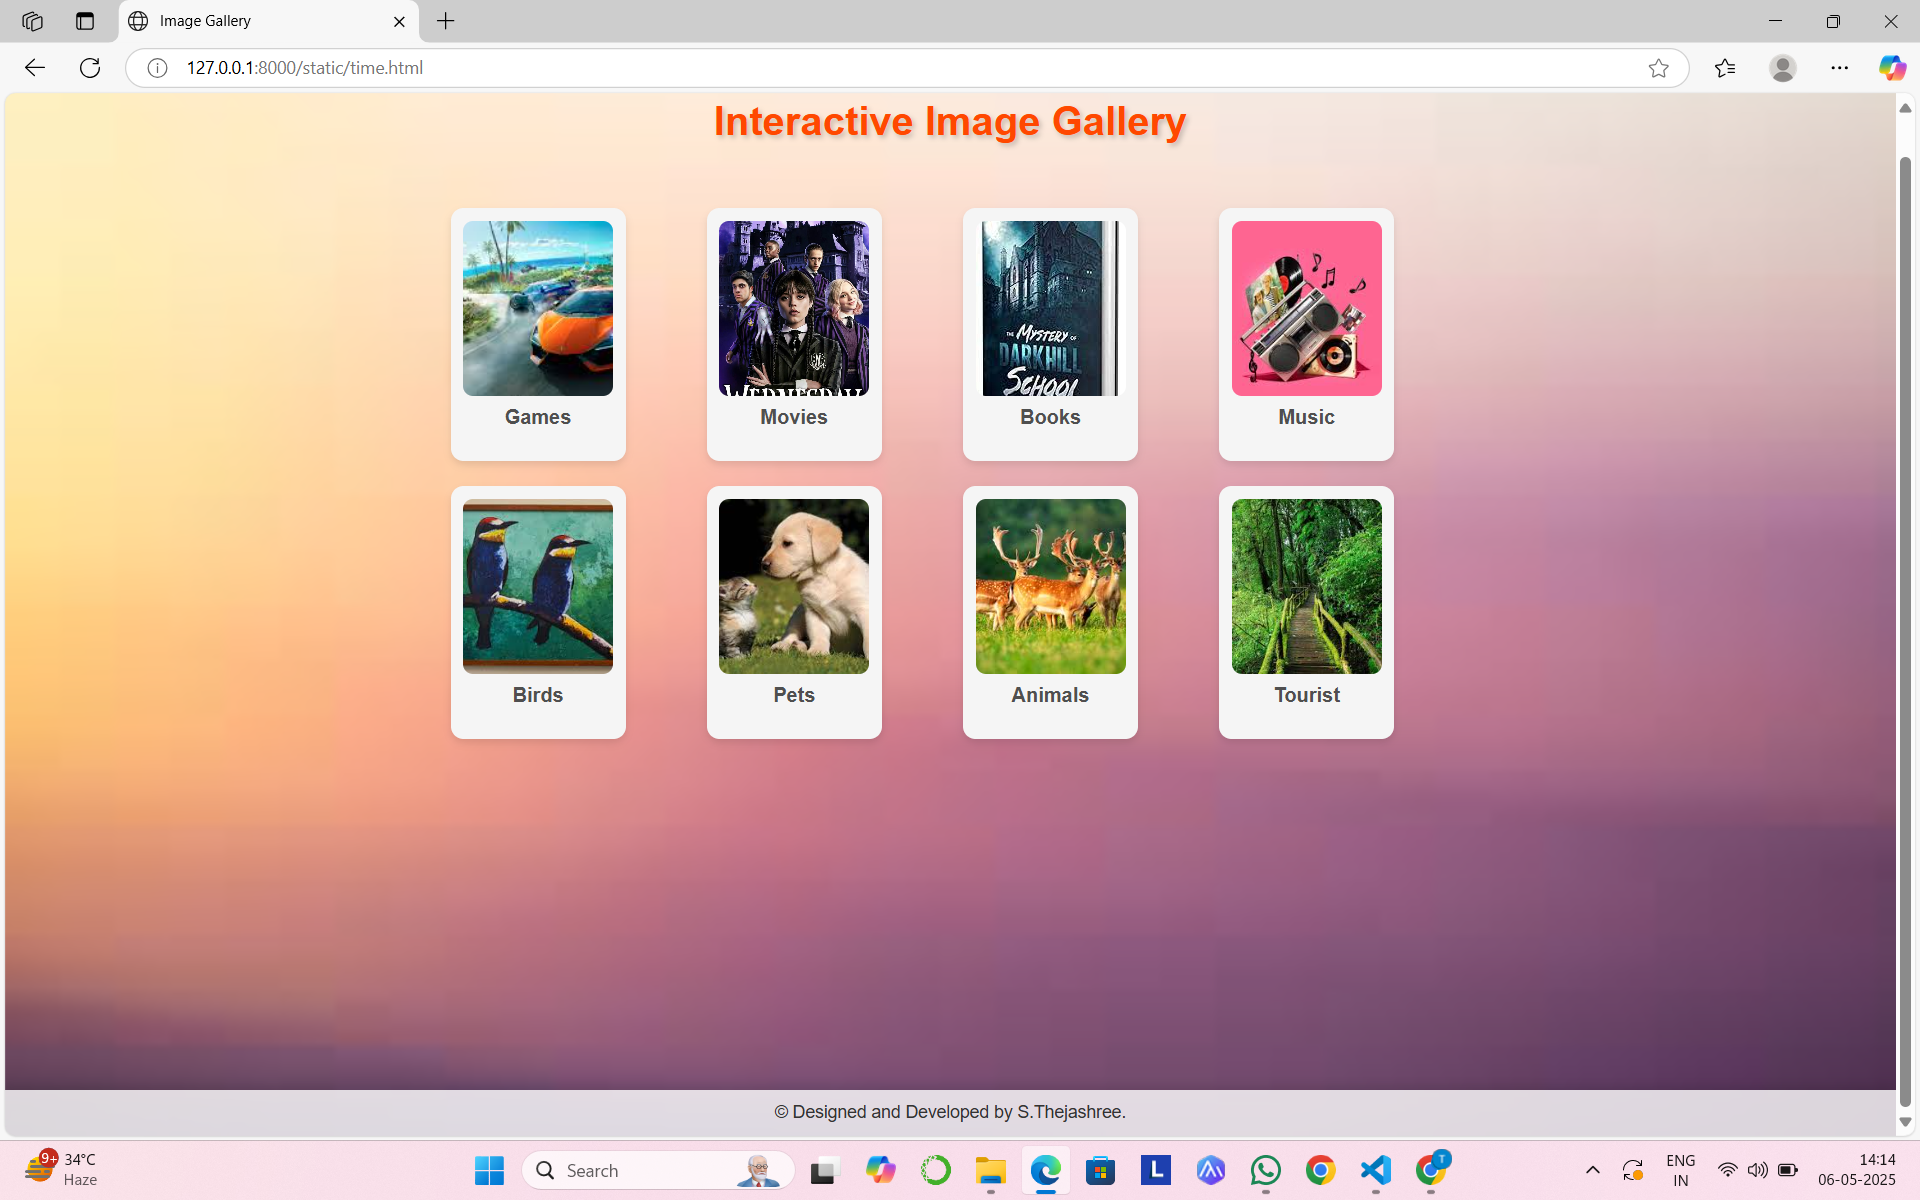 Image Gallery
127.0.0.1:8000/static/time.html
Interactive Image Gallery
WEDNESDAY
THE MYSTERY OF
DARKHILL
SCHOOL
Games
Movies
Books
Music
Birds
Pets
Animals
Tourist
© Designed and Developed by S.Thejashree.
9+
34°C
Haze
Search
L
T
ENG
IN
14:14
06-05-2025